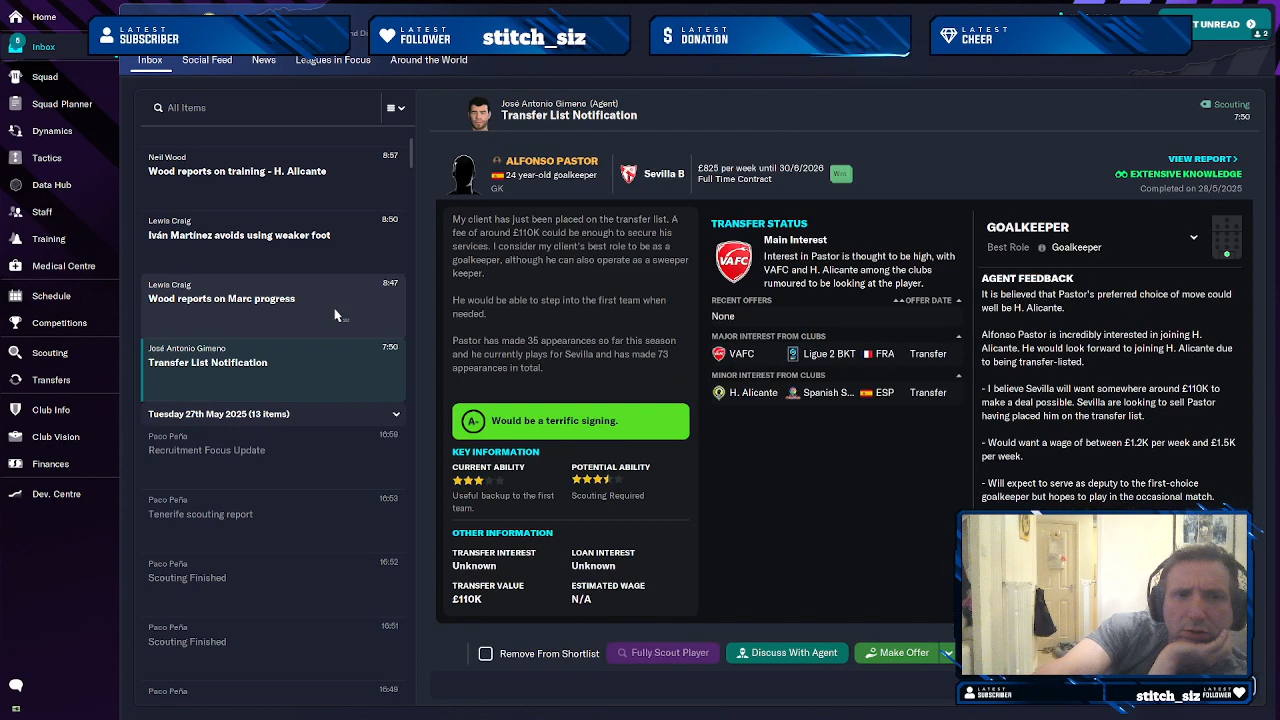 Home
LATEST
SUBSCRIBER
LATEST
FOLLOWER
stitch_siz
LATEST
DONATION
LATEST
CHEER
UNREAD
2
6
Inbox
Squad
Squad Planner
Dynamics
Tactics
Data Hub
Staff
Training
Medical Centre
Schedule
Competitions
Scouting
Transfers
Club Info
Club Vision
Finances
Dev. Centre
Inbox
Social Feed
News
Leagues in Focus
Around the World
All Items
Neil Wood
8:57
Wood reports on training - H. Alicante
Lewis Craig
8:50
Iván Martínez avoids using weaker foot
Lewis Craig
8:47
Wood reports on Marc progress
José Antonio Gimeno
7:50
Transfer List Notification
Tuesday 27th May 2025 (13 items)
Paco Peña
16:59
Recruitment Focus Update
Paco Peña
16:53
Tenerife scouting report
Paco Peña
16:52
Scouting Finished
Paco Peña
16:51
Scouting Finished
Paco Peña
16:49
José Antonio Gimeno (Agent)
Transfer List Notification
Scouting
7:50
ALFONSO PASTOR
24 year-old goalkeeper
GK
Sevilla B
£825 per week until 30/6/2026
Full Time Contract
Wnt
VIEW REPORT>
EXTENSIVE KNOWLEDGE
Completed on 28/5/2025
My client has just been placed on the transfer list. A
fee of around £110K could be enough to secure his
services. I consider my client's best role to be as a
goalkeeper, although he can also operate as a sweeper
keeper.
He would be able to step into the first team when
needed.
Pastor has made 35 appearances so far this season
and he currently plays for Sevilla and has made 73
appearances in total.
A-
Would be a terrific signing.
KEY INFORMATION
CURRENT ABILITY
POTENTIAL ABILITY
Useful backup to the first
team.
Scouting Required
OTHER INFORMATION
TRANSFER INTEREST
LOAN INTEREST
Unknown
Unknown
TRANSFER VALUE
ESTIMATED WAGE
£110K
N/A
TRANSFER STATUS
VAFC
Main Interest
Interest in Pastor is thought to be high, with
VAFC and H. Alicante among the clubs
rumoured to be looking at the player.
RECENT OFFERS
OFFER DATE
None
MAJOR INTEREST FROM CLUBS
VAFC
Ligue 2 BKT
FRA
Transfer
MINOR INTEREST FROM CLUBS
H. Alicante
Spanish S...
ESP
Transfer
GOALKEEPER
Best Role
Goalkeeper
AGENT FEEDBACK
It is believed that Pastor's preferred choice of move could
well be H. Alicante.
Alfonso Pastor is incredibly interested in joining H.
Alicante. He would look forward to joining H. Alicante due
to being transfer-listed.
- I believe Sevilla will want somewhere around £110K to
make a deal possible. Sevilla are looking to sell Pastor
having placed him on the transfer list.
- Would want a wage of between £1.2K per week and £1.5K
per week.
- Will expect to serve as deputy to the first-choice
goalkeeper but hopes to play in the occasional match.
Remove From Shortlist
Fully Scout Player
Discuss With Agent
Make Offer
LATEST
SUBSCRIBER
stitch_siz
LATEST
FOLLOWER